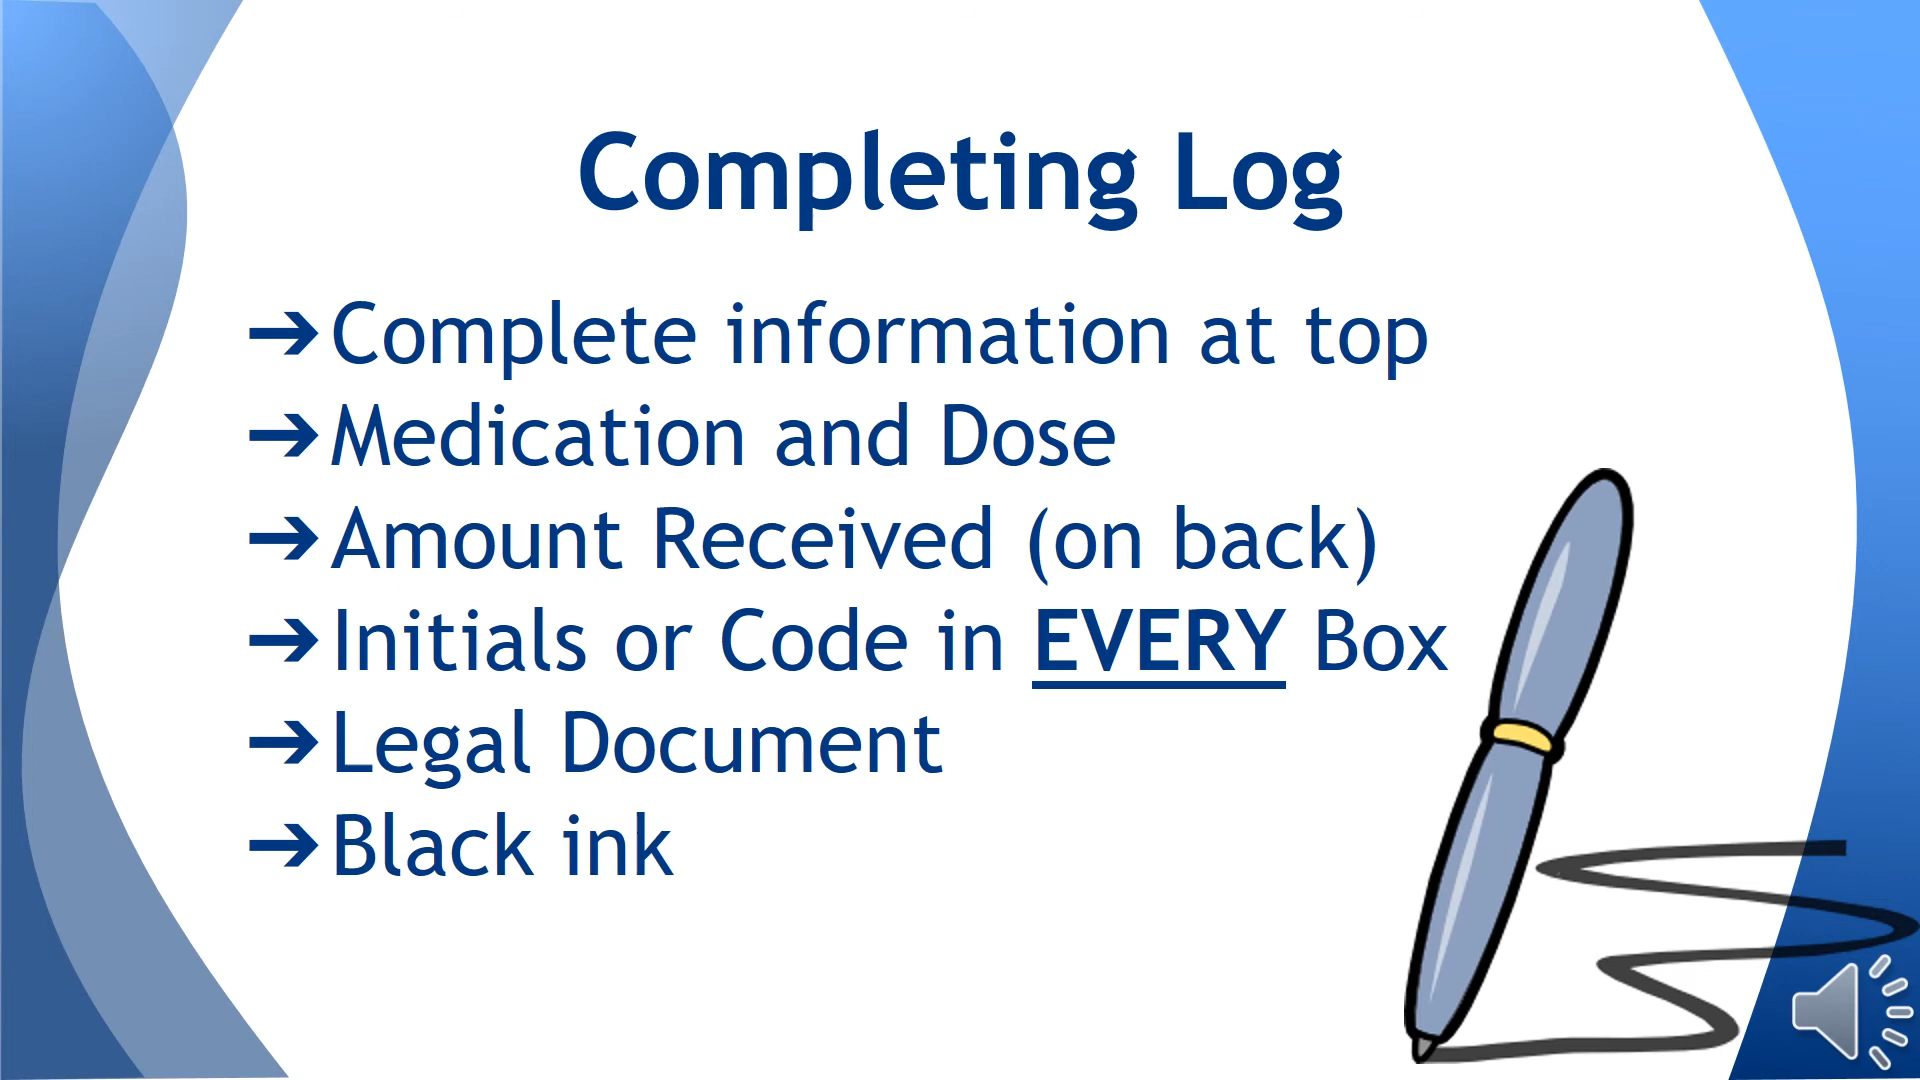 Completing Log
➔Complete information at top
➔Medication and Dose
➔Amount Received (on back)
➔Initials or Code in EVERY Box
➔Legal Document
➔Black ink